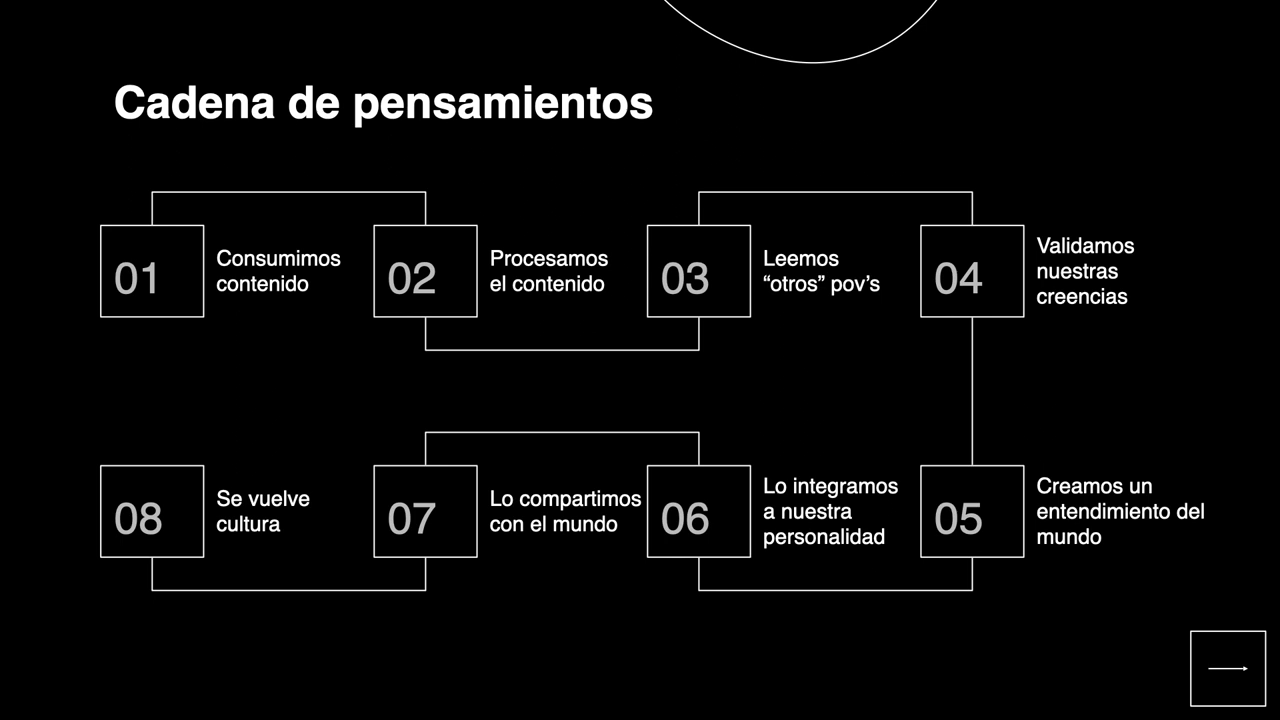 Cadena de pensamientos
01
Consumimos
contenido
02
Procesamos
el contenido
03
Leemos
“otros” pov’s
04
Validamos
nuestras
creencias
05
Creamos un
entendimiento del
mundo
06
Lo integramos
a nuestra
personalidad
07
Lo compartimos
con el mundo
08
Se vuelve
cultura